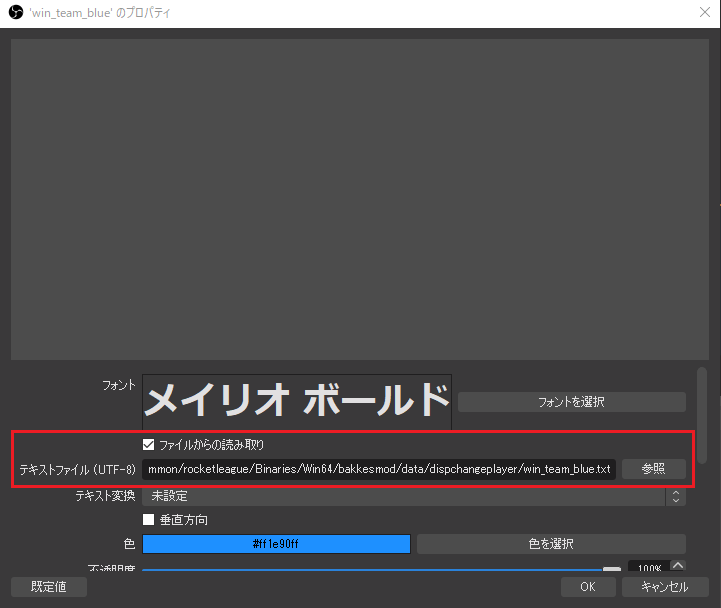 'win_team_blue' のプロパティ
フォント
メイリオ ボールド
フォントを選択
ファイルからの読み取り
テキストファイル (UTF-8)
mmon/rocketleague/Binaries/Win64/bakkesmod/data/dispchangeplayer/win_team_blue.txt
参照
テキスト変換
未設定
垂直方向
色
#ff1e90ff
色を選択
不透明度
100%
既定値
OK
キャンセル